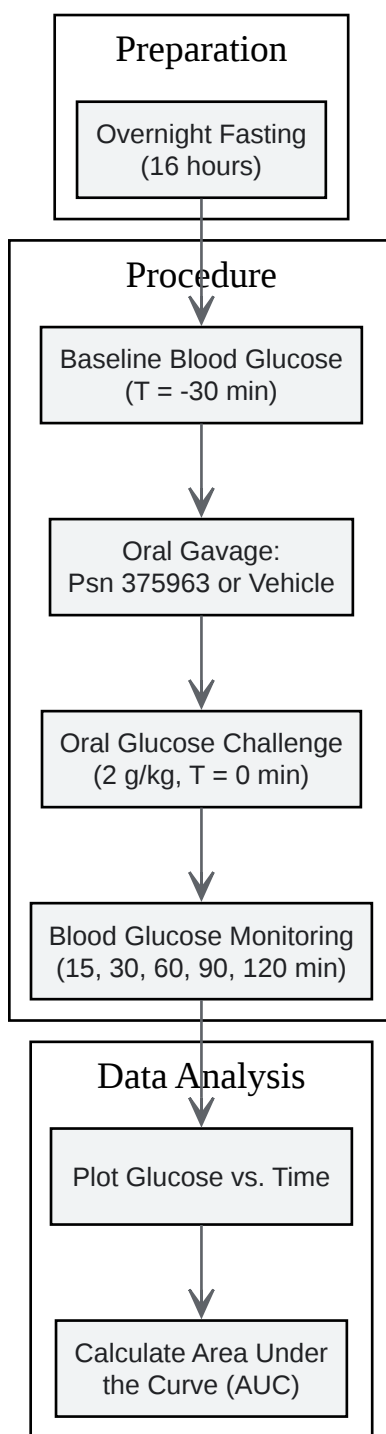 Preparation
Overnight Fasting
(16 hours)
Procedure
Baseline Blood Glucose
(T = -30 min)
Oral Gavage:
Psn 375963 or Vehicle
Oral Glucose Challenge
(2 g/kg, T = 0 min)
Blood Glucose Monitoring
(15, 30, 60, 90, 120 min)
Data Analysis
Plot Glucose vs. Time
Calculate Area Under
the Curve (AUC)